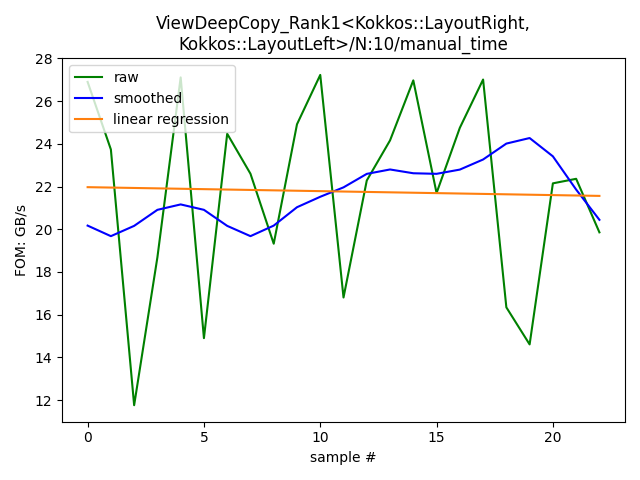 ViewDeepCopy_Rank1<Kokkos::LayoutRight,
Kokkos::LayoutLeft>/N:10/manual_time
raw
smoothed
linear regression
FOM: GB/s
28
26
24
22
20
18
16
14
12
0
5
10
15
20
sample #